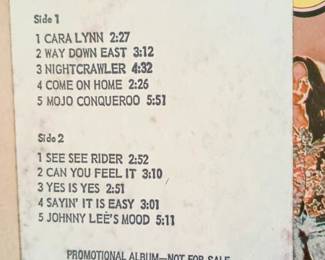 Side 1
1 CARA LYNN 2:27
2 WAY DOWN EAST 3:12
3 NIGHTCRAWLER 4:32
4 COME ON HOME 2:26
5 MOJO CONQUEROO 5:51
Side 2
1 SEE SEE RIDER 2:52
2 CAN YOU FEEL IT 3:10
3 YES IS YES 2:51
4 SAYIN' IT IS EASY 3:01
5 JOHNNY LEE'S MOOD 5:11
PROMOTIONAL ALBUM—NOT FOR SALE